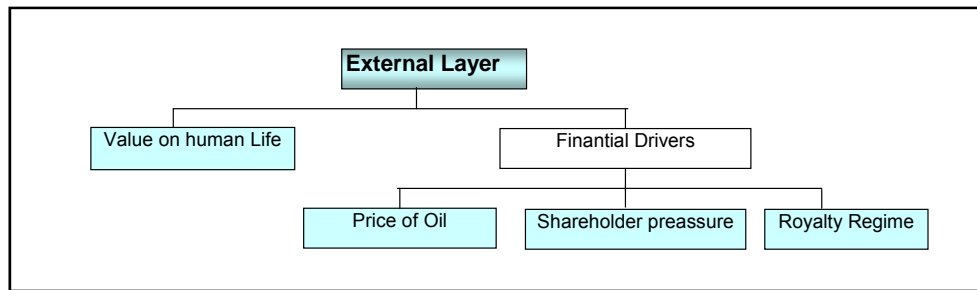 External Layer
Value on human Life
Finantial Drivers
Price of Oil
Shareholder preassure
Royalty Regime